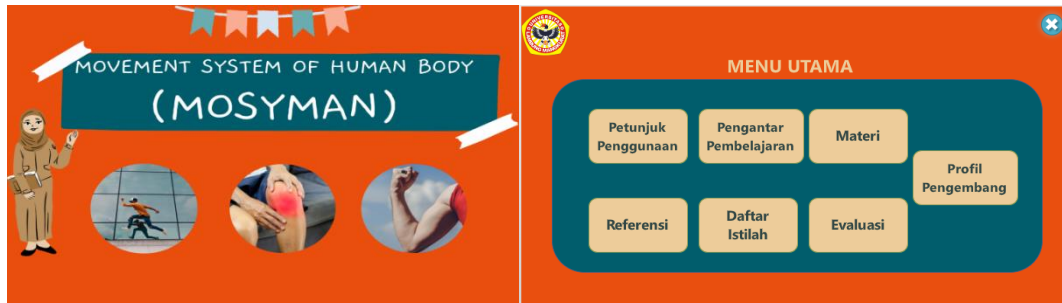 MOVEMENT SYSTEM OF HUMAN BODY
(MOSYMAN)
MENU UTAMA
Petunjuk
Penggunaan
Pengantar
Pembelajaran
Materi
Profil
Pengembang
Referensi
Daftar
Istilah
Evaluasi